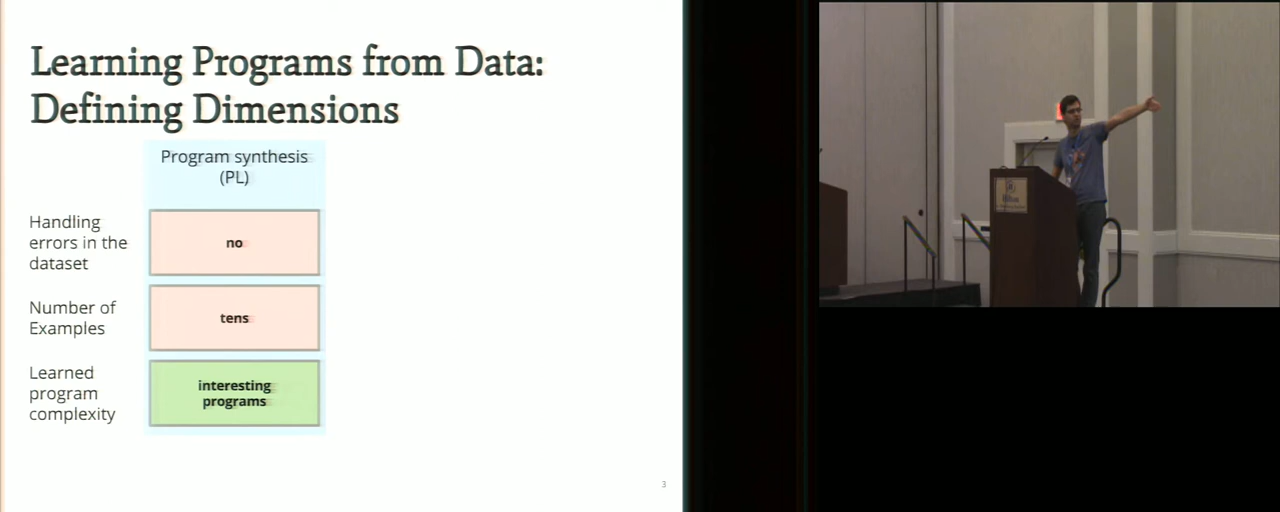 Learning Programs from Data:
Defining Dimensions
Program synthesis
(PL)
Handling
errors in the
dataset
no
Number of
Examples
tens
Learned
program
complexity
interesting
programs
3
Hilton